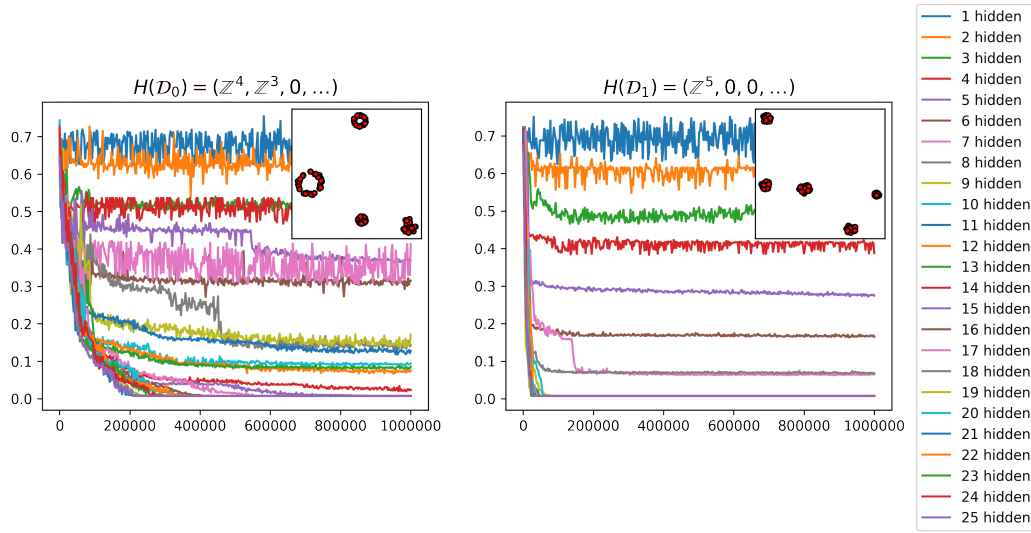 H(𝒟₀) = (ℤ⁴, ℤ³, 0, …)
0.7
0.6
0.5
0.4
0.3
0.2
0.1
0.0
0 200000 400000 600000 800000 1000000
H(𝒟₁) = (ℤ⁵, 0, 0, …)
0.7
0.6
0.5
0.4
0.3
0.2
0.1
0.0
0 200000 400000 600000 800000 1000000
1 hidden
2 hidden
3 hidden
4 hidden
5 hidden
6 hidden
7 hidden
8 hidden
9 hidden
10 hidden
11 hidden
12 hidden
13 hidden
14 hidden
15 hidden
16 hidden
17 hidden
18 hidden
19 hidden
20 hidden
21 hidden
22 hidden
23 hidden
24 hidden
25 hidden